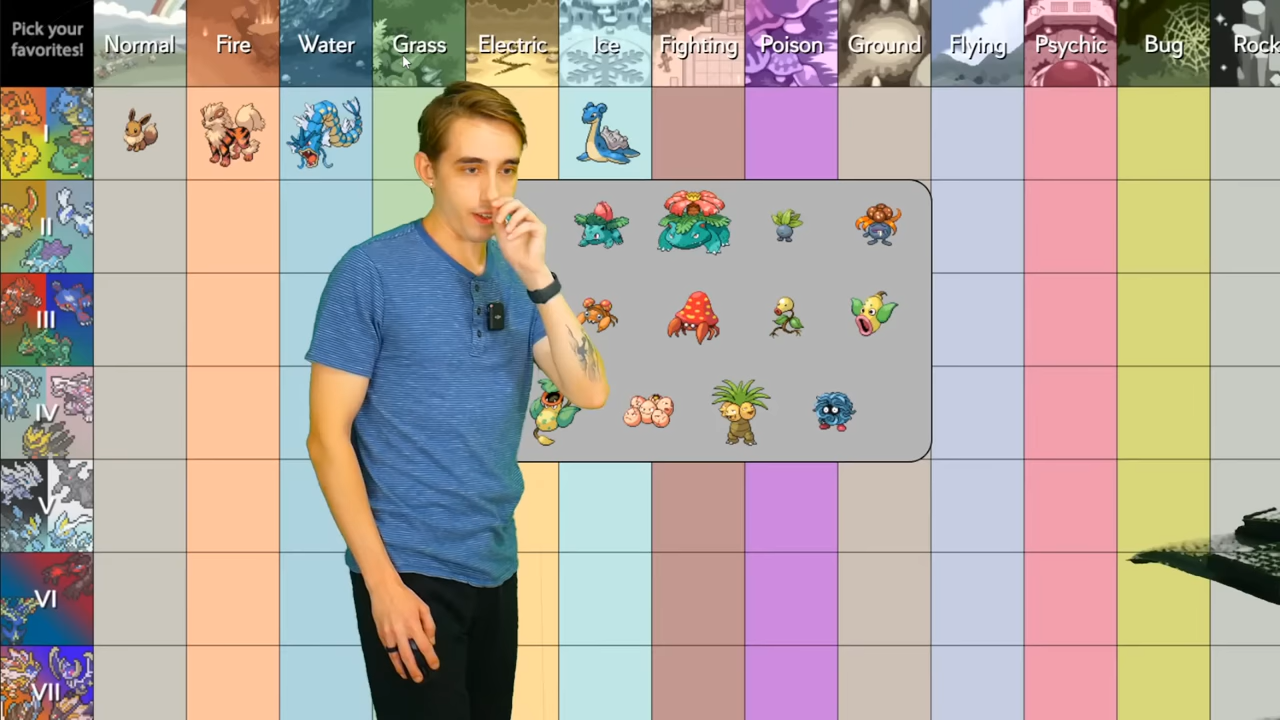 Pick your
favorites!
Normal
Fire
Water
Grass
Electric
Ice
Fighting
Poison
Ground
Flying
Psychic
Bug
Rock
I
II
III
IV
V
VI
VII